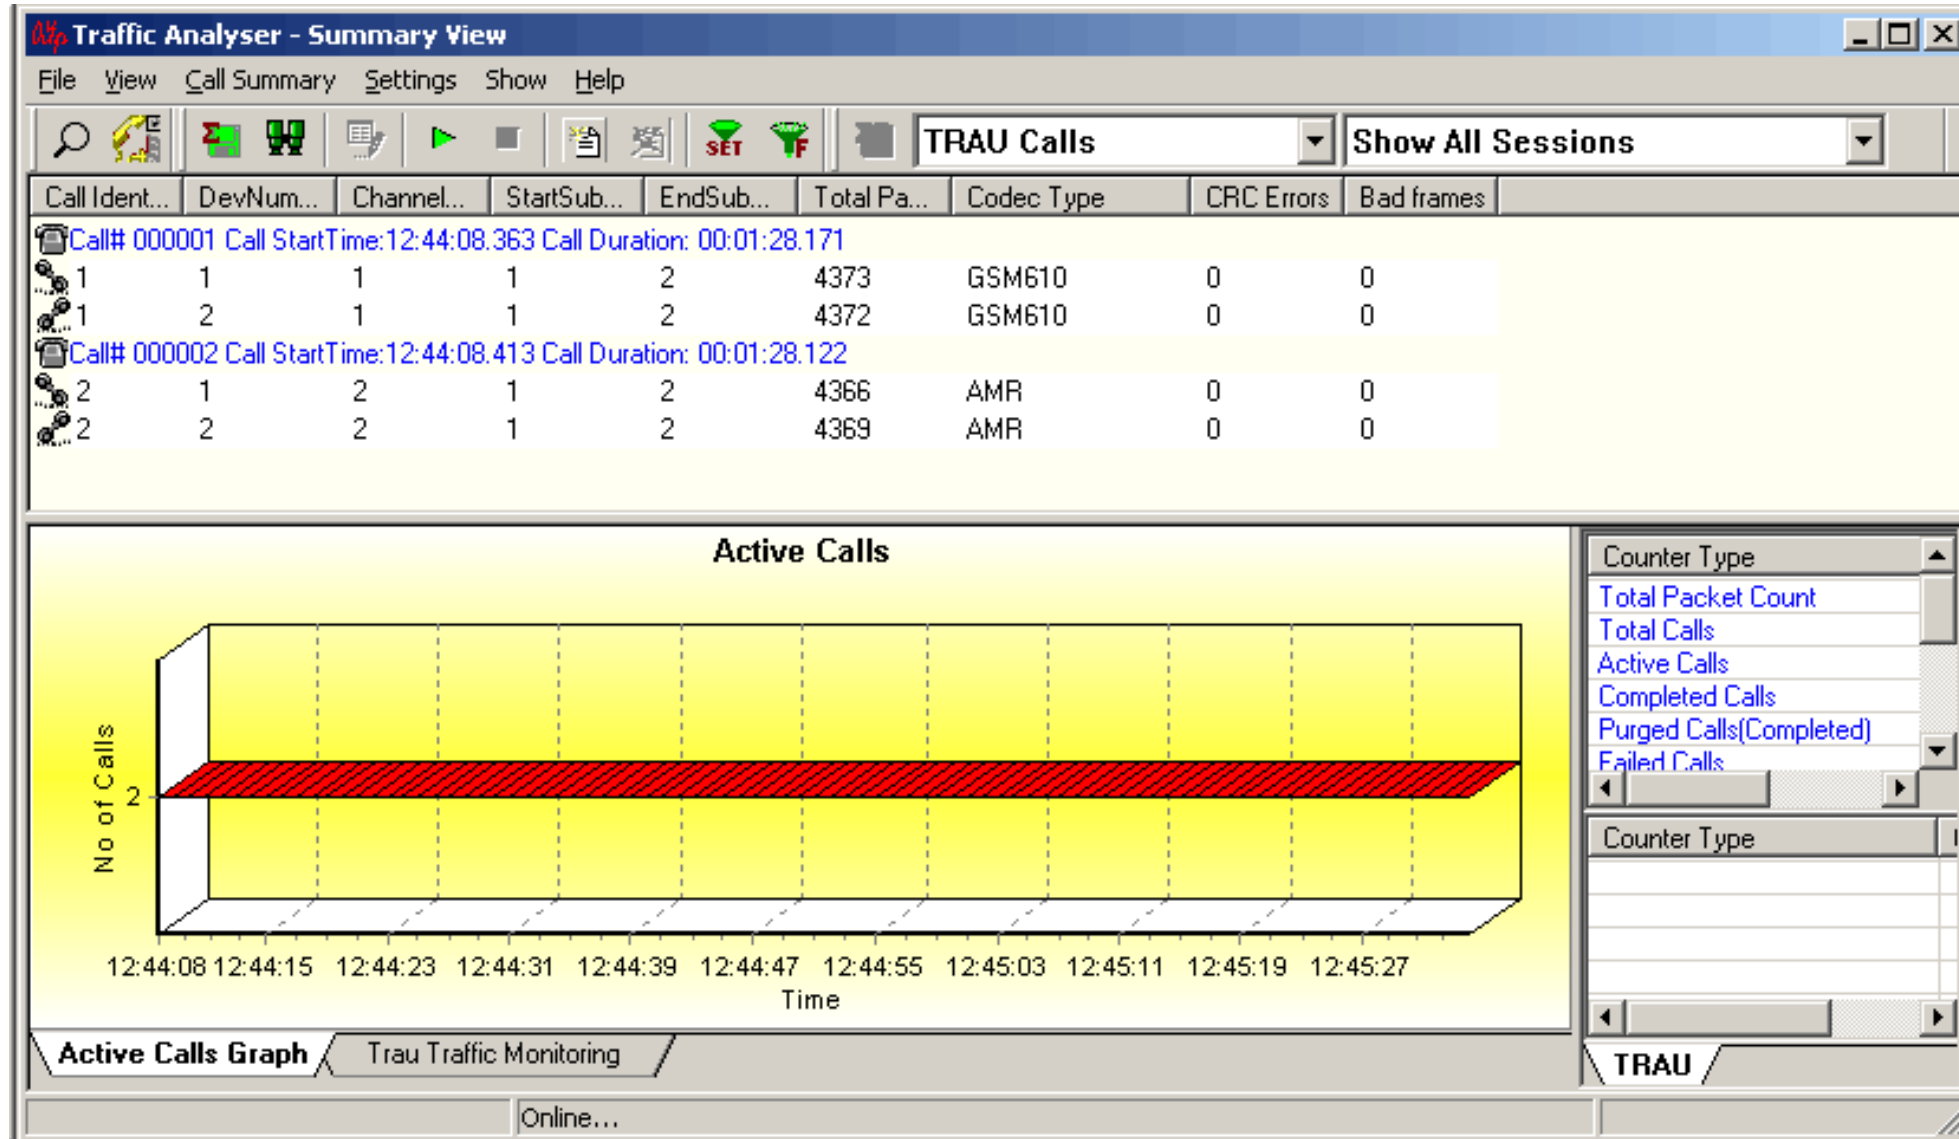 Traffic Analyser - Summary View
File View Call Summary Settings Show Help
SET F TRAU Calls Show All Sessions
Call Ident... DevNum... Channel... StartSub... EndSub... Total Pa... Codec Type CRC Errors Bad frames
Call# 000001 Call StartTime:12:44:08.363 Call Duration: 00:01:28.171
1 1 1 1 2 4373 GSM610 0 0
1 2 1 1 2 4372 GSM610 0 0
Call# 000002 Call StartTime:12:44:08.413 Call Duration: 00:01:28.122
2 1 2 1 2 4366 AMR 0 0
2 2 2 1 2 4369 AMR 0 0
Active Calls
No of Calls
2
12:44:08 12:44:15 12:44:23 12:44:31 12:44:39 12:44:47 12:44:55 12:45:03 12:45:11 12:45:19 12:45:27
Time
Counter Type
Total Packet Count
Total Calls
Active Calls
Completed Calls
Purged Calls(Completed)
Failed Calls
Counter Type
Active Calls Graph Trau Traffic Monitoring
TRAU
Online...